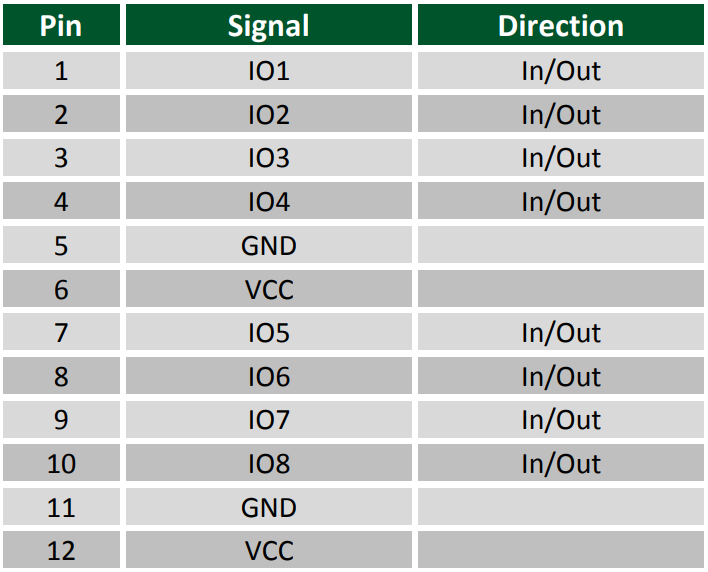 Pin Signal Direction
1 IO1 In/Out
2 IO2 In/Out
3 IO3 In/Out
4 IO4 In/Out
5 GND
6 VCC
7 IO5 In/Out
8 IO6 In/Out
9 IO7 In/Out
10 IO8 In/Out
11 GND
12 VCC